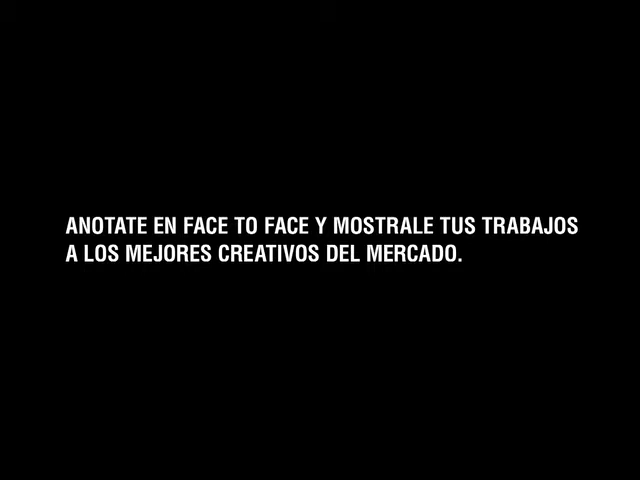 ANOTATE EN FACE TO FACE Y MOSTRALE TUS TRABAJOS
A LOS MEJORES CREATIVOS DEL MERCADO.